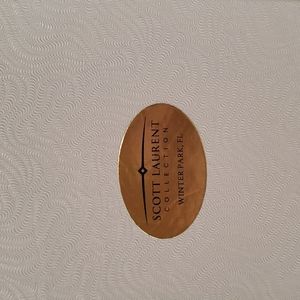 SCOTT LAURENT
COLLECTION
WINTER PARK, FL